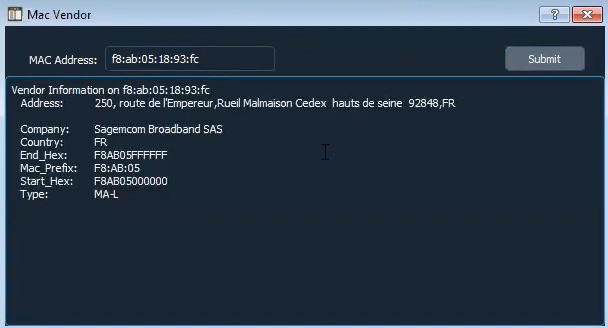 Mac Vendor
?
MAC Address: f8:ab:05:18:93:fc Submit
Vendor Information on f8:ab:05:18:93:fc
Address: 250, route de l'Empereur,Rueil Malmaison Cedex hauts de seine 92848,FR
Company: Sagemcom Broadband SAS
Country: FR
End_Hex: F8AB05FFFFFF
Mac_Prefix: F8:AB:05
Start_Hex: F8AB05000000
Type: MA-L